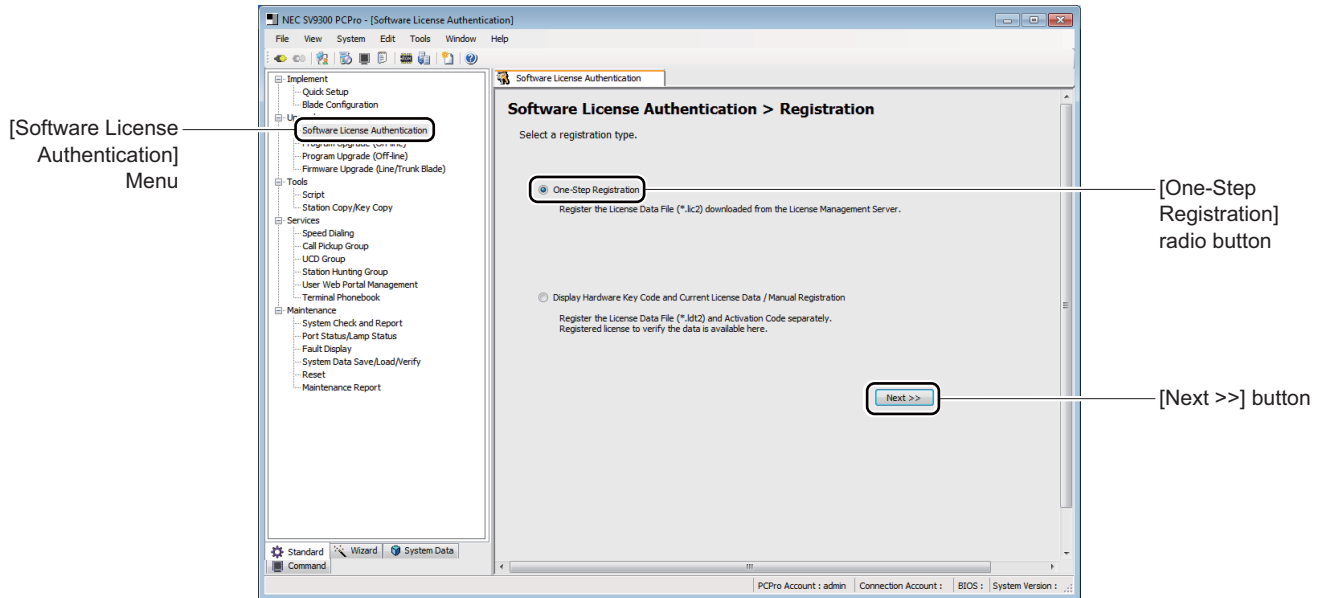 NEC SV9300 PCPro - [Software License Authentication]
File View System Edit Tools Window Help
[Software License
Authentication]
Menu
Implement
Quick Setup
Blade Configuration
Software License Authentication
Program Upgrade (Off-line)
Firmware Upgrade (Line/Trunk Blade)
Tools
Script
Station Copy/Key Copy
Services
Speed Dialing
Call Pickup Group
UCD Group
Station Hunting Group
User Web Portal Management
Terminal Phonebook
Maintenance
System Check and Report
Port Status/Lamp Status
Fault Display
System Data Save/Load/Verify
Reset
Maintenance Report
Standard Wizard System Data
Command
Software License Authentication
Software License Authentication > Registration
Select a registration type.
One-Step Registration
Register the License Data File (*.lic2) downloaded from the License Management Server.
Display Hardware Key Code and Current License Data / Manual Registration
Register the License Data File (*.ldt2) and Activation Code separately.
Registered license to verify the data is available here.
Next >>
[One-Step
Registration]
radio button
[Next >>] button
PCPro Account : admin Connection Account : BIOS : System Version :